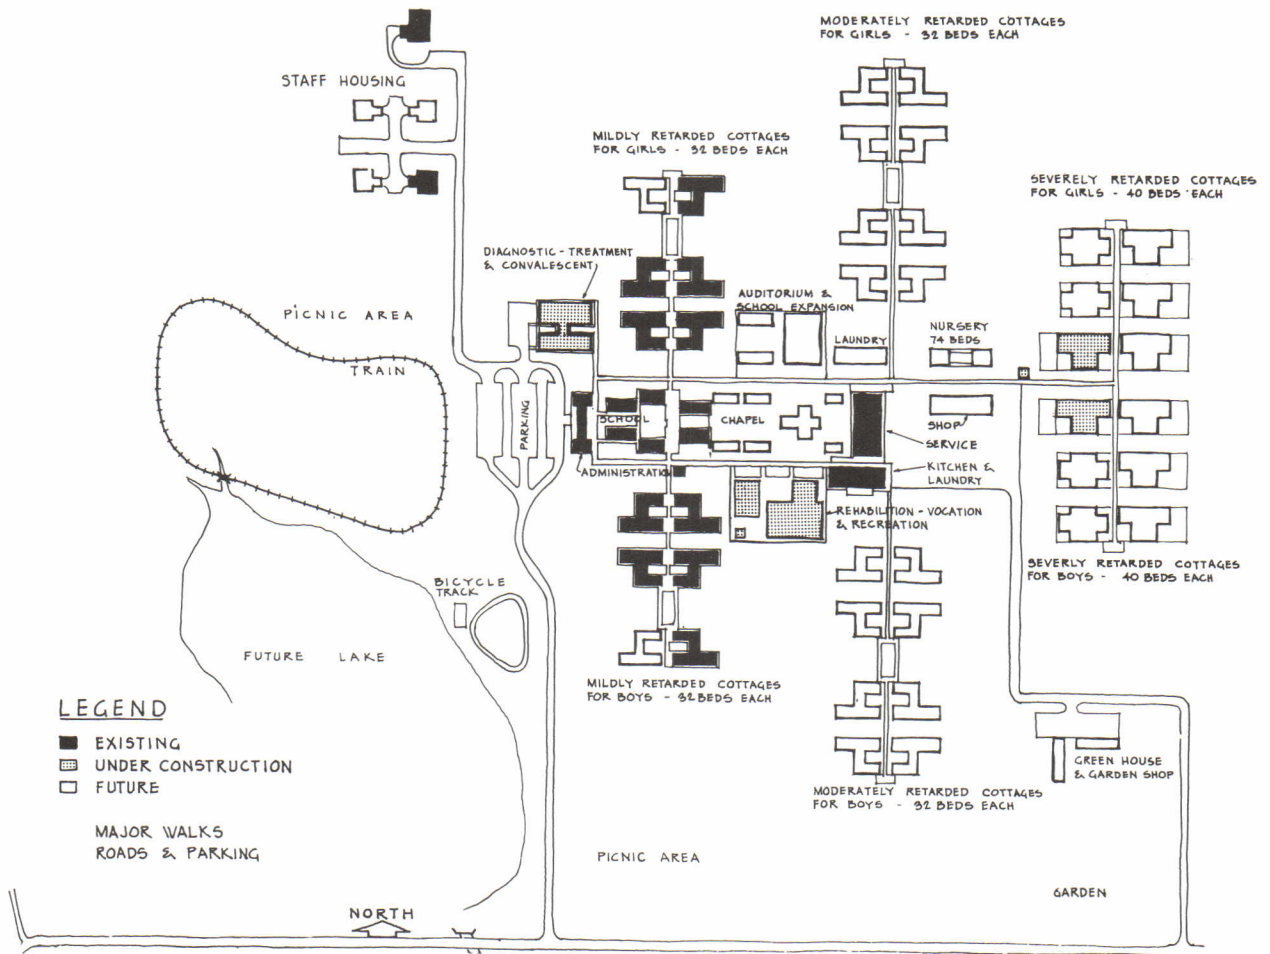 MODERATELY RETARDED COTTAGES
FOR GIRLS - 32 BEDS EACH
STAFF HOUSING
MILDLY RETARDED COTTAGES
FOR GIRLS - 32 BEDS EACH
SEVERELY RETARDED COTTAGES
FOR GIRLS - 40 BEDS EACH
DIAGNOSTIC-TREATMENT
& CONVALESCENT
AUDITORIUM &
SCHOOL EXPANSION
PICNIC AREA
NURSERY
74 BEDS
LAUNDRY
TRAIN
PARKING
SCHOOL
CHAPEL
SHOP
SERVICE
ADMINISTRATION
KITCHEN &
LAUNDRY
REHABILITION-VOCATION
& RECREATION
BICYCLE
TRACK
SEVERLY RETARDED COTTAGES
FOR BOYS - 40 BEDS EACH
FUTURE LAKE
MILDLY RETARDED COTTAGES
FOR BOYS - 32 BEDS EACH
LEGEND
EXISTING
UNDER CONSTRUCTION
FUTURE
MAJOR WALKS
ROADS & PARKING
GREEN HOUSE
& GARDEN SHOP
MODERATELY RETARDED COTTAGES
FOR BOYS - 32 BEDS EACH
PICNIC AREA
GARDEN
NORTH